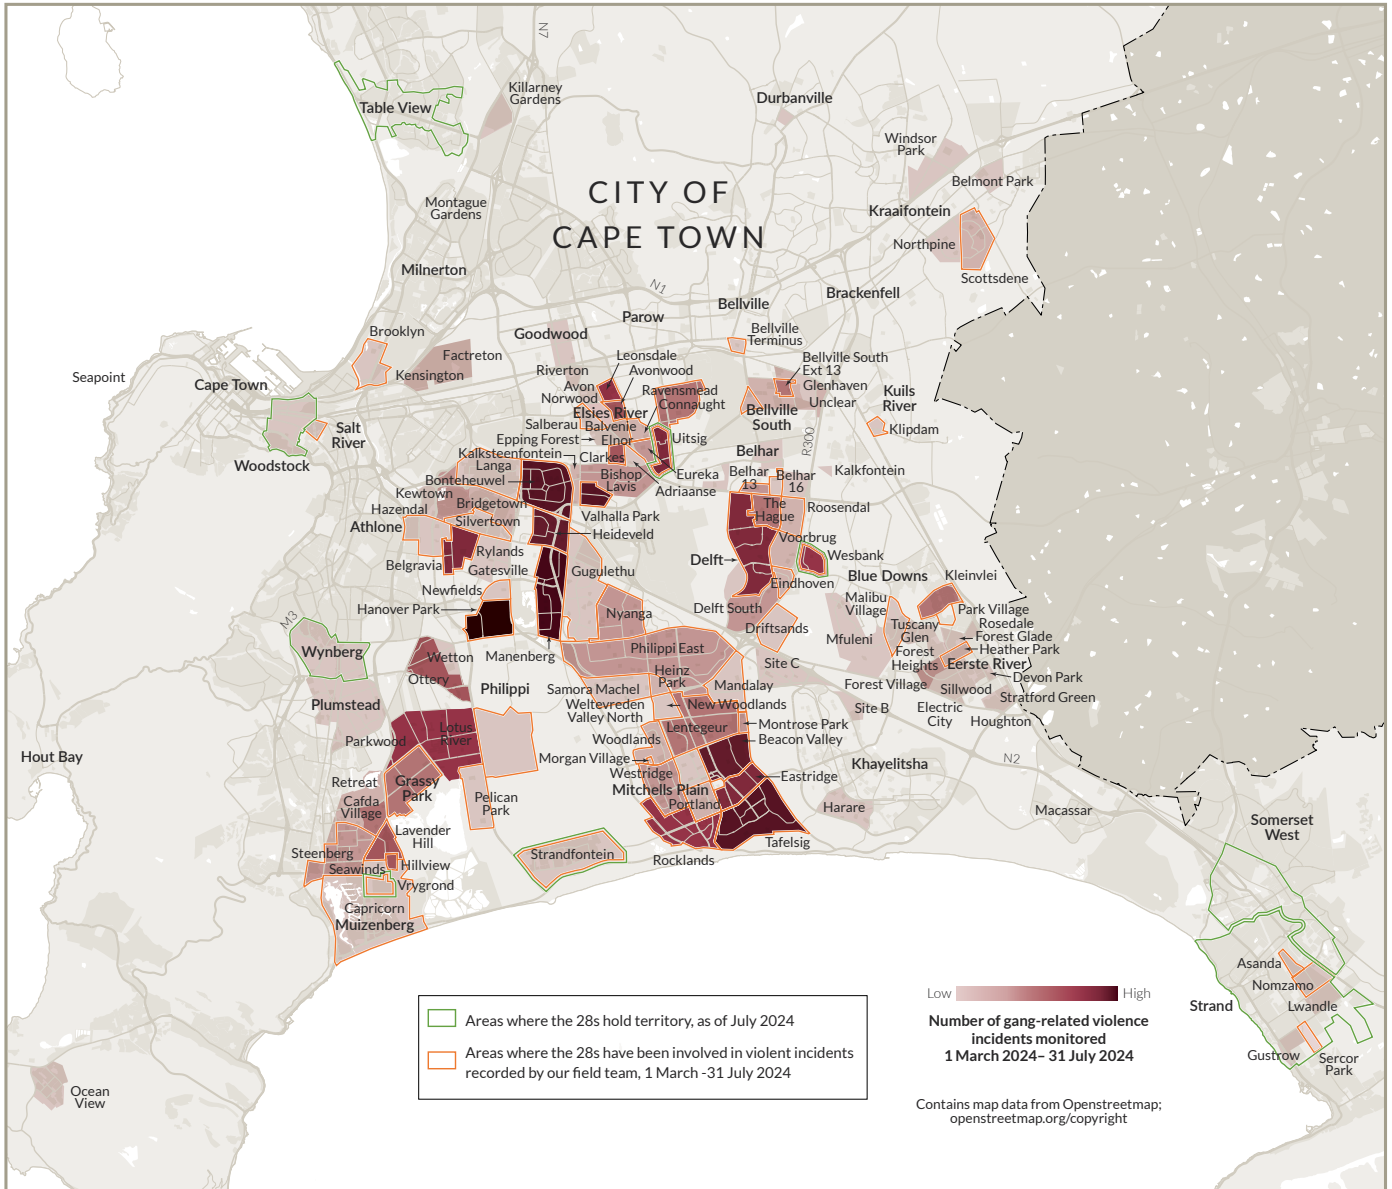 N7
Killarney
Gardens
Table View
Durbanville
Windsor
Park
Belmont Park
CITY OF
CAPE TOWN
Montague
Gardens
Kraaifontein
Northpine
Scottsdene
Milnerton
N1
Bellville
Brackenfell
Parow
Goodwood
Bellville
Terminus
Brooklyn
Factreton
Kensington
Seapoint
Cape Town
Leonsdale
Riverton
Avonwood
Avon
Norwood
Ravensmead
Connaught
Elsies River
Bellville South
Ext 13
Glenhaven
Unclear
Kuils
River
Klipdam
Bellville
South
Salt
River
Woodstock
Salberau
Balvenie
Epping Forest
Elnor
Uitsig
Kalksteenfontein
Clarkes
Langa
Bonteheuwel
Bishop
Lavis
Eureka
Adriaanse
Belhar
R300
Belhar
13
Belhar
16
Kalkfontein
Kewtown
Hazendal
Bridgetown
Silvertown
Athlone
Valhalla Park
Heideveld
The
Hague
Roosendal
Voorbrug
Wesbank
Rylands
Belgravia
Gatesville
Gugulethu
Delft
Eindhoven
Blue Downs
Kleinvlei
Newfields
Hanover Park
Nyanga
Delft South
Driftsands
Malibu
Village
Mfuleni
Tuscany
Glen
Forest
Heights
Park Village
Rosedale
Forest Glade
Heather Park
Eerste River
Devon Park
M3
Wynberg
Wetton
Ottery
Manenberg
Philippi East
Heinz
Park
Site C
Philippi
Samora Machel
Mandalay
Forest Village
Sillwood
Stratford Green
Plumstead
Weltevreden
Valley North
New Woodlands
Site B
Electric
City
Houghton
Parkwood
Lotus
River
Lentegeur
Montrose Park
Beacon Valley
Woodlands
Morgan Village
Westridge
Khayelitsha
N2
Hout Bay
Retreat
Grassy
Park
Mitchells Plain
Portland
Eastridge
Cafda
Village
Pelican
Park
Harare
Macassar
Somerset
West
Lavender
Hill
Tafelsig
Steenberg
Strandfontein
Rocklands
Seawinds
Hillview
Vrygrond
Capricorn
Muizenberg
Asanda
Nomzamo
Lwandle
Strand
Gustrow
Sercor
Park
Ocean
View
Areas where the 28s hold territory, as of July 2024
Areas where the 28s have been involved in violent incidents
recorded by our field team, 1 March -31 July 2024
Low
High
Number of gang-related violence
incidents monitored
1 March 2024– 31 July 2024
Contains map data from Openstreetmap;
openstreetmap.org/copyright